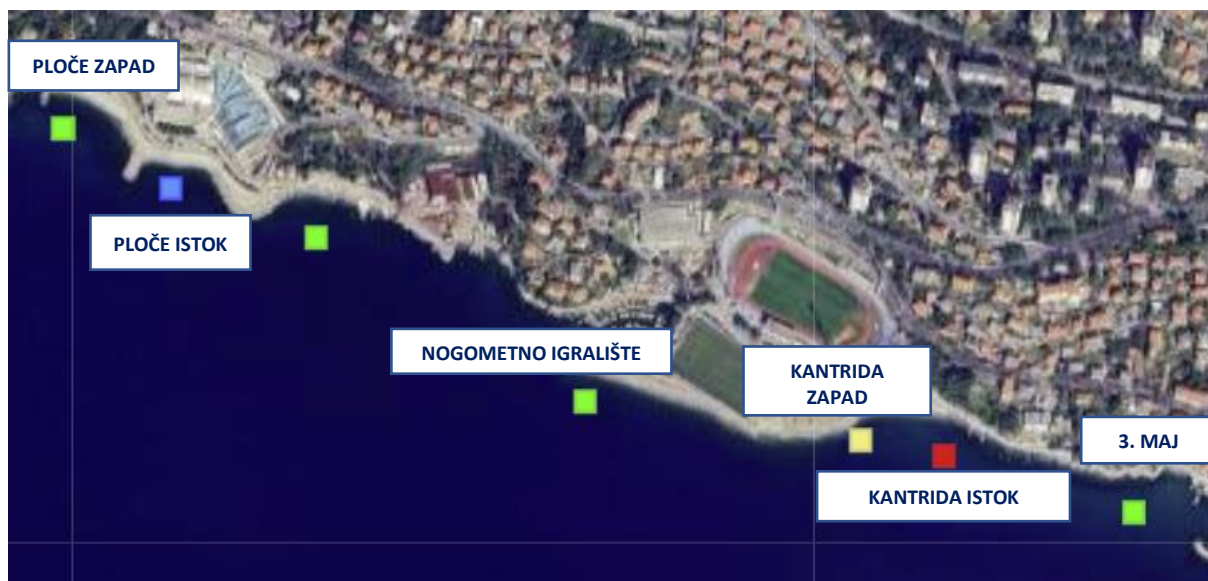 PLOČE ZAPAD
PLOČE ISTOK
NOGOMETNO IGRALIŠTE
KANTRIDA
ZAPAD
3. MAJ
KANTRIDA ISTOK